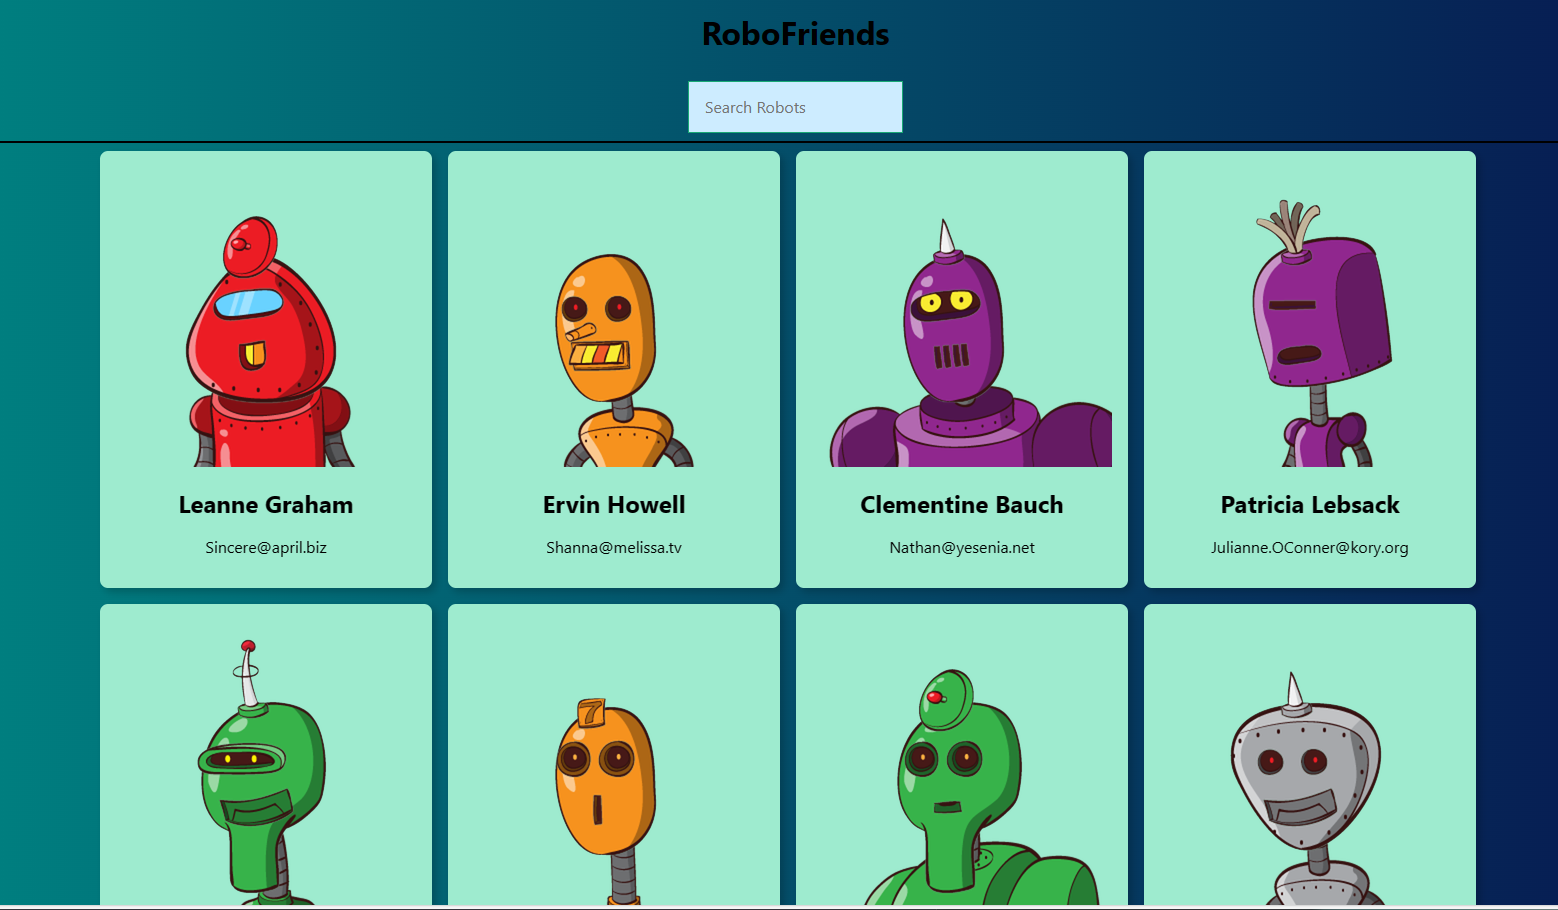 RoboFriends
Search Robots
Leanne Graham
Sincere@april.biz
Ervin Howell
Shanna@melissa.tv
Clementine Bauch
Nathan@yesenia.net
Patricia Lebsack
Julianne.OConner@kory.org
7